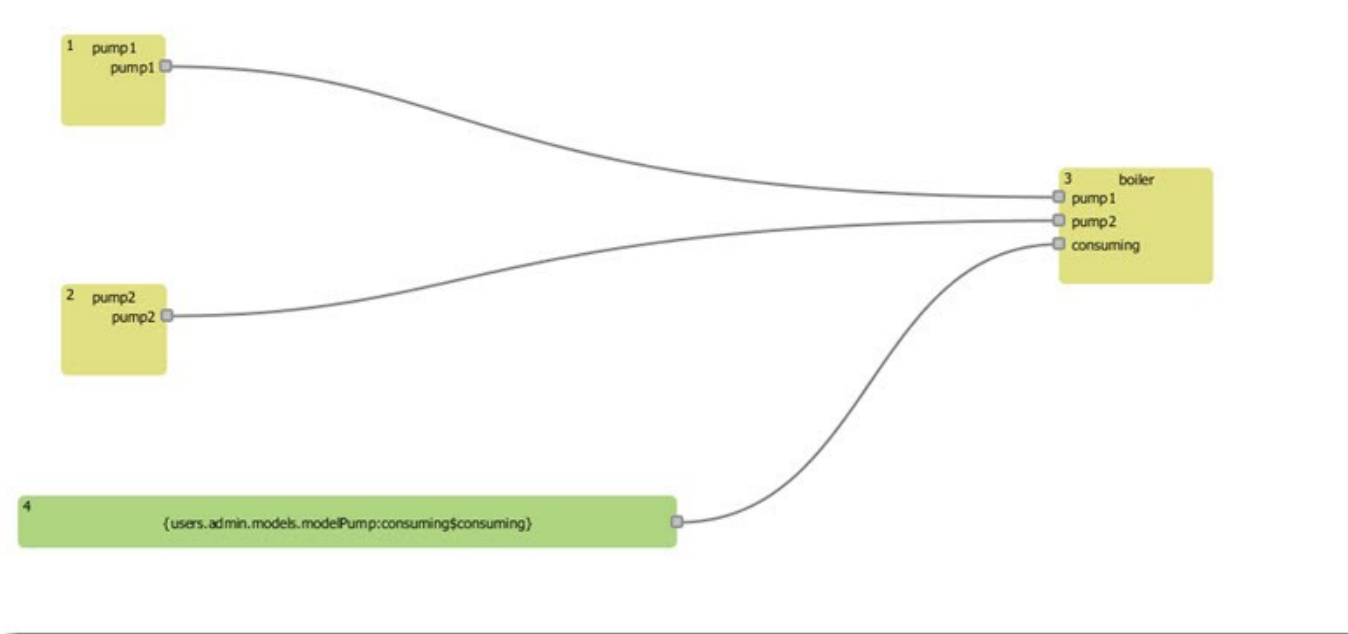 1 pump1
pump1
3 boiler
pump1
pump2
consuming
2 pump2
pump2
4
{users.admin.models.modelPump:consuming$consuming}